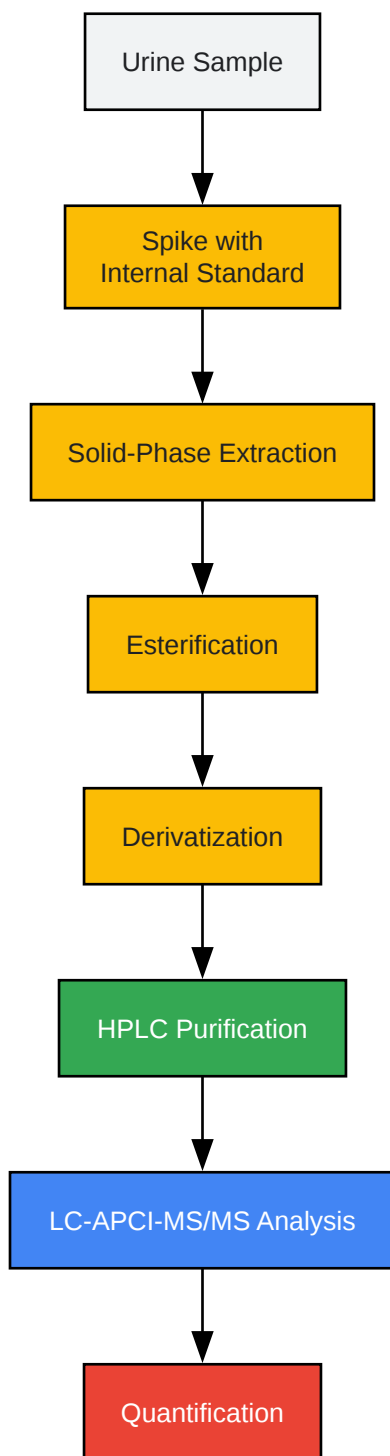 Urine Sample
Spike with
Internal Standard
Solid-Phase Extraction
Esterification
Derivatization
HPLC Purification
LC-APCI-MS/MS Analysis
Quantification